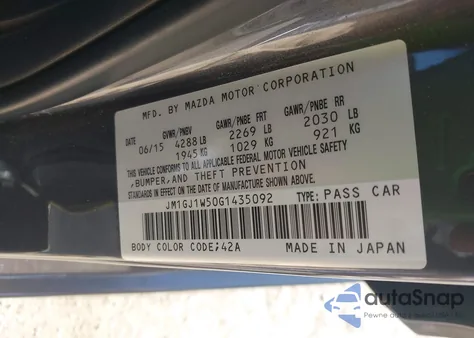 MFD. BY MAZDA MOTOR CORPORATION
GVWR/PNBV GAWR/PNBE FRT GAWR/PNBE RR
DATE 06/15 4288 LB 2269 LB 2030 LB
1945 KG 1029 KG 921 KG
THIS VEHICLE CONFORMS TO ALL APPLICABLE FEDERAL MOTOR VEHICLE SAFETY
,BUMPER,AND THEFT PREVENTION
STANDARDS IN EFFECT ON THE DATE OF MANUFACTURE SHOWN ABOVE.
JM1GJ1W50G1435092 TYPE: PASS CAR
BODY COLOR CODE;42A MADE IN JAPAN
autoSnap
Pewne auta z